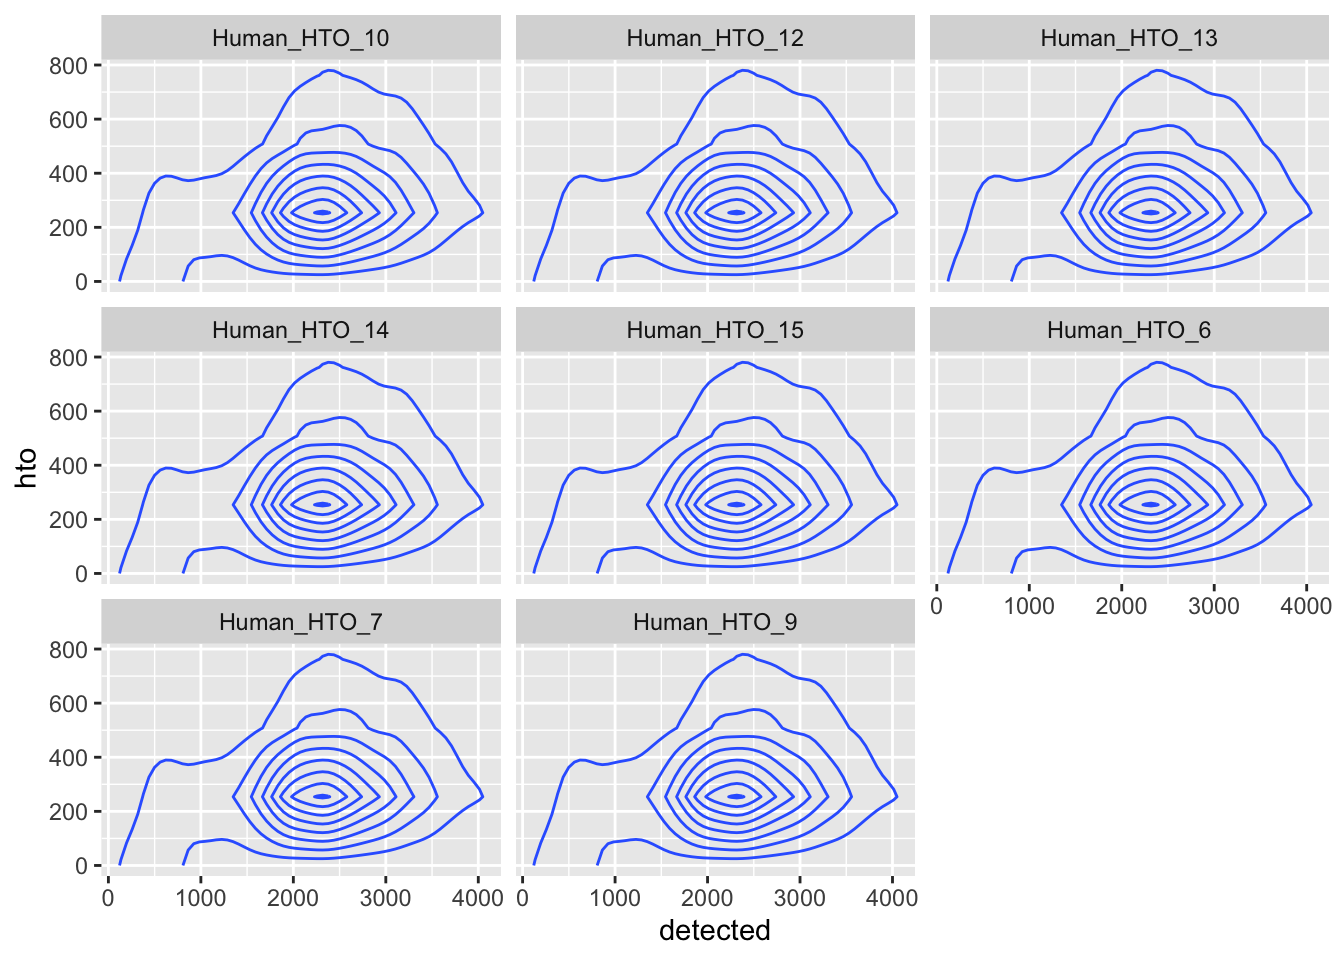 Human_HTO_10 Human_HTO_12 Human_HTO_13
800
600
400
200
0
Human_HTO_14 Human_HTO_15 Human_HTO_6
800
600
400
hto
200
0
0 1000 2000 3000 4000
Human_HTO_7 Human_HTO_9
800
600
400
200
0
0 1000 2000 3000 4000 0 1000 2000 3000 4000
detected